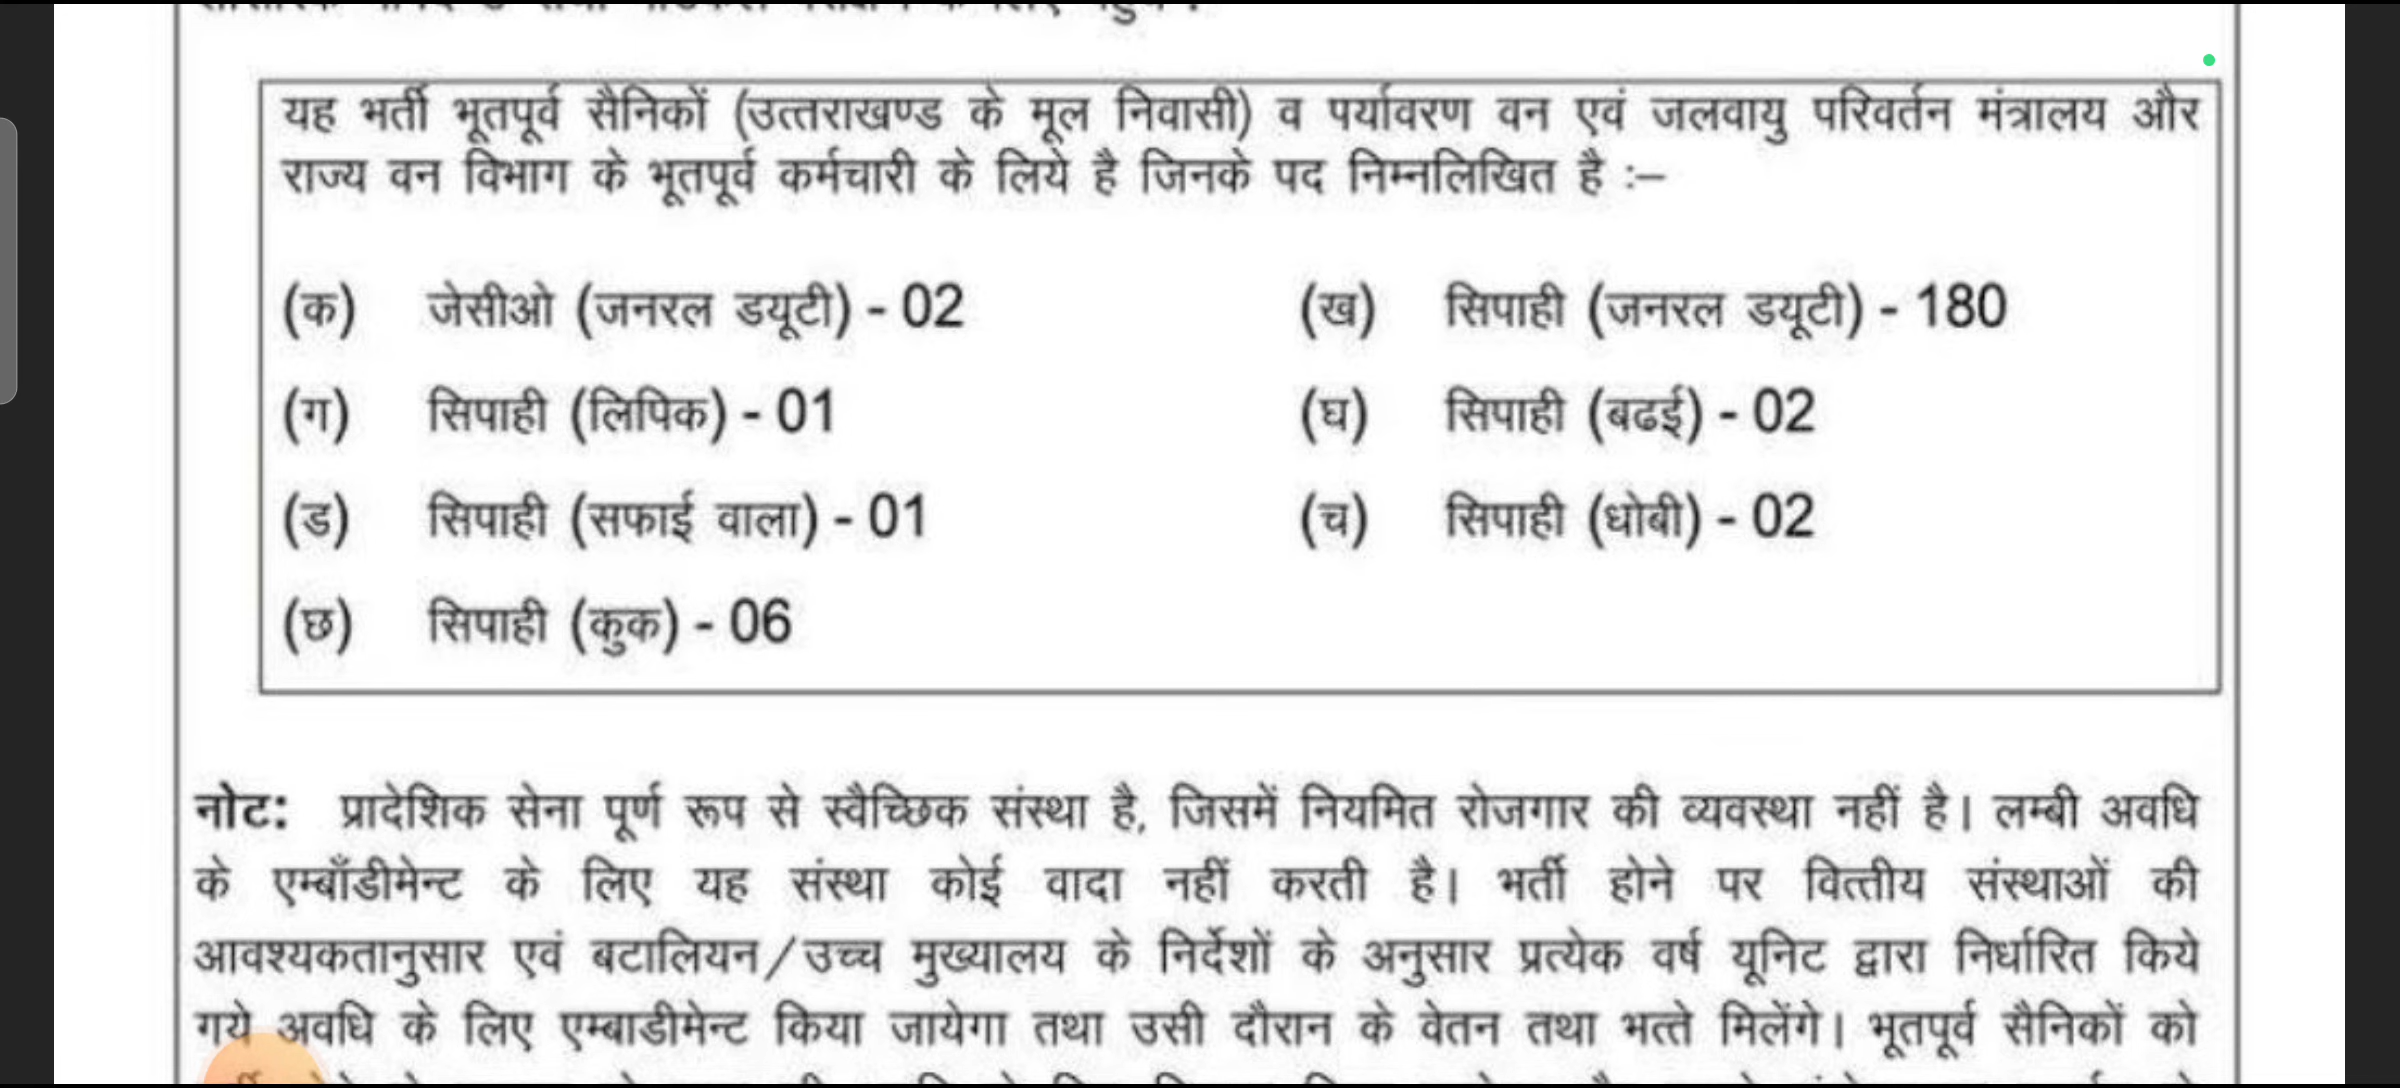 यह भर्ती भूतपूर्व सैनिकों (उत्तराखण्ड के मूल निवासी) व पर्यावरण वन एवं जलवायु परिवर्तन मंत्रालय और
राज्य वन विभाग के भूतपूर्व कर्मचारी के लिये है जिनके पद निम्नलिखित है :–
(क) जेसीओ (जनरल डयूटी) - 02 (ख) सिपाही (जनरल डयूटी) - 180
(ग) सिपाही (लिपिक) - 01 (घ) सिपाही (बढई) - 02
(ड) सिपाही (सफाई वाला) - 01 (च) सिपाही (धोबी) - 02
(छ) सिपाही (कुक) - 06
नोट: प्रादेशिक सेना पूर्ण रूप से स्वैच्छिक संस्था है, जिसमें नियमित रोजगार की व्यवस्था नहीं है। लम्बी अवधि
के एम्बॉंडीमेन्ट के लिए यह संस्था कोई वादा नहीं करती है। भर्ती होने पर वित्तीय संस्थाओं की
आवश्यकतानुसार एवं बटालियन/उच्च मुख्यालय के निर्देशों के अनुसार प्रत्येक वर्ष यूनिट द्वारा निर्धारित किये
गये अवधि के लिए एम्बाडीमेन्ट किया जायेगा तथा उसी दौरान के वेतन तथा भत्ते मिलेंगे। भूतपूर्व सैनिकों को